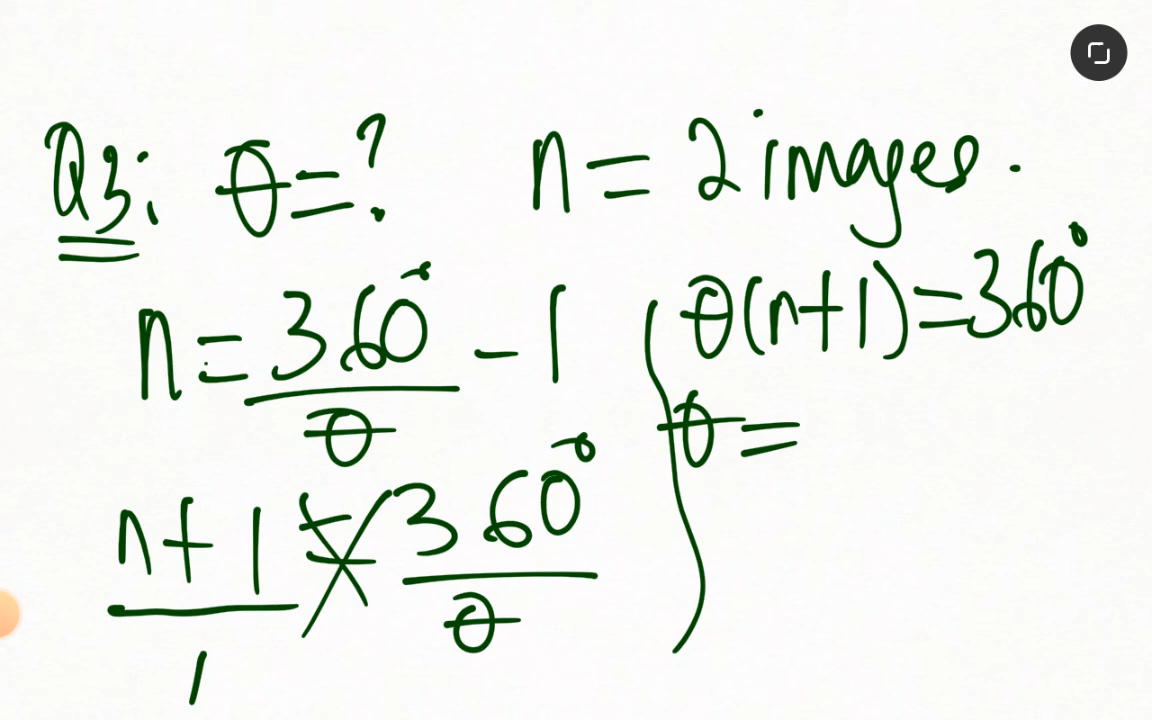 Q3: θ=? n = 2 images.
n = 360°/θ - 1
(n+1)/1 = 360°/θ
θ(n+1)=360°
θ=